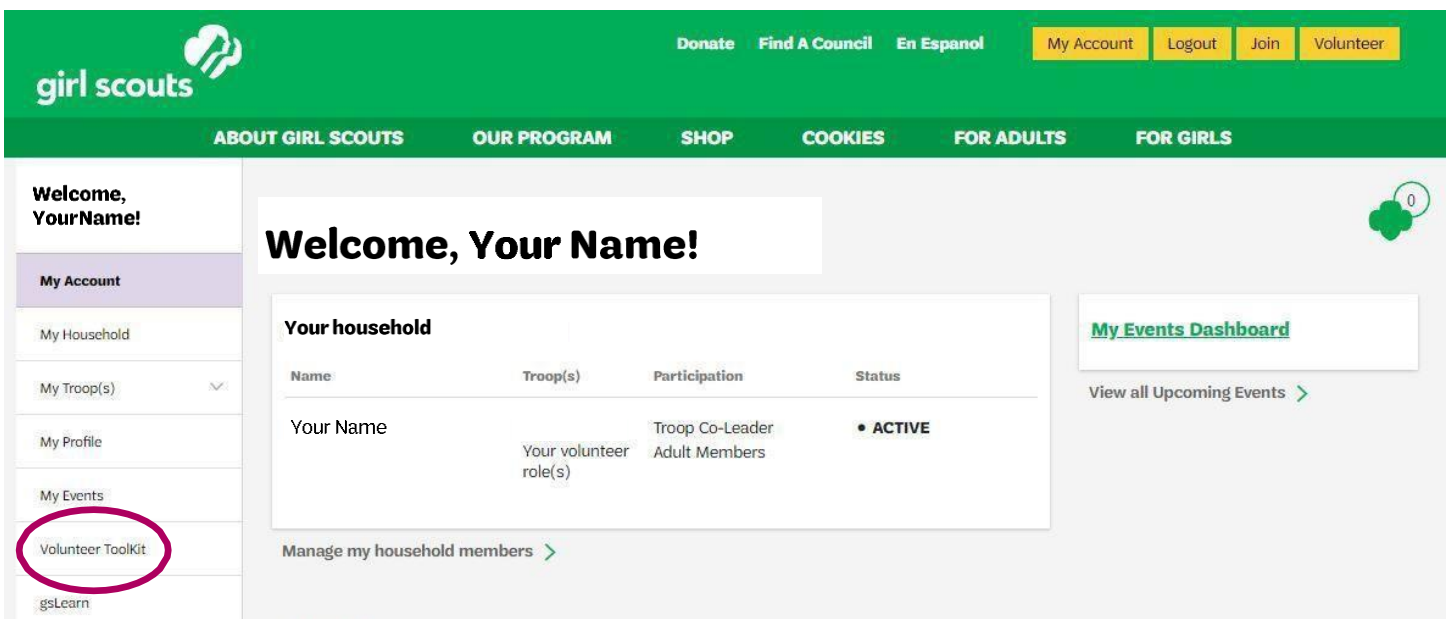 girl scouts
Donate Find A Council En Espanol My Account Logout Join Volunteer
ABOUT GIRL SCOUTS OUR PROGRAM SHOP COOKIES FOR ADULTS FOR GIRLS
Welcome,
YourName!
My Account
My Household
My Troop(s)
My Profile
My Events
Volunteer ToolKit
gsLearn
Welcome, Your Name!
0
Your household
Name Troop(s) Participation Status
Your Name Troop Co-Leader • ACTIVE
Your volunteer Adult Members
role(s)
Manage my household members
My Events Dashboard
View all Upcoming Events